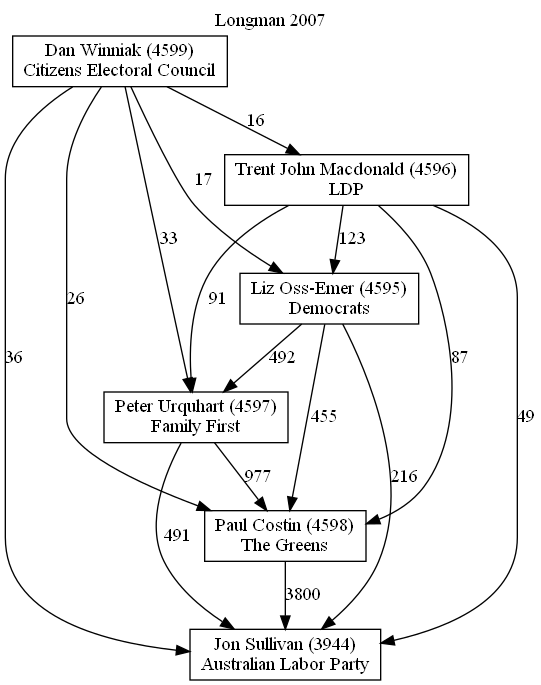 Longman 2007
Dan Winniak (4599)
Citizens Electoral Council
16
Trent John Macdonald (4596)
LDP
17
33
123
91
26
Liz Oss-Emer (4595)
Democrats
36
492
87
Peter Urquhart (4597)
Family First
455
49
977
216
491
Paul Costin (4598)
The Greens
3800
Jon Sullivan (3944)
Australian Labor Party